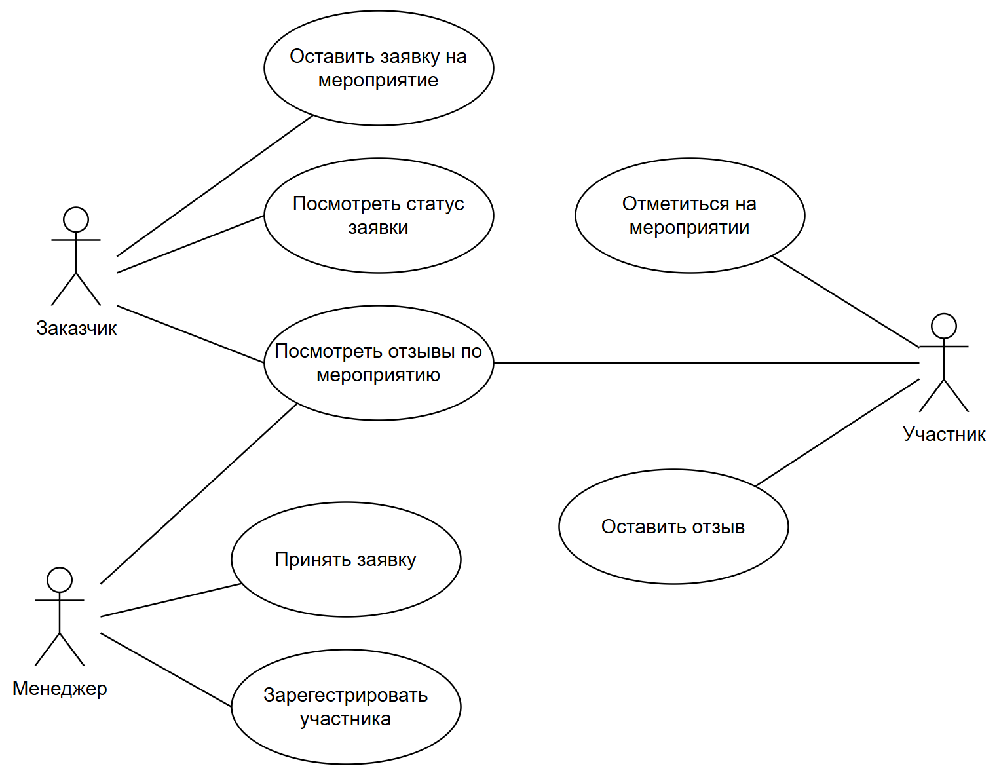 Оставить заявку на
мероприятие
Посмотреть статус
заявки
Отметиться на
мероприятии
Заказчик
Посмотреть отзывы по
мероприятию
Участник
Принять заявку
Оставить отзыв
Менеджер
Зарегестрировать
участника